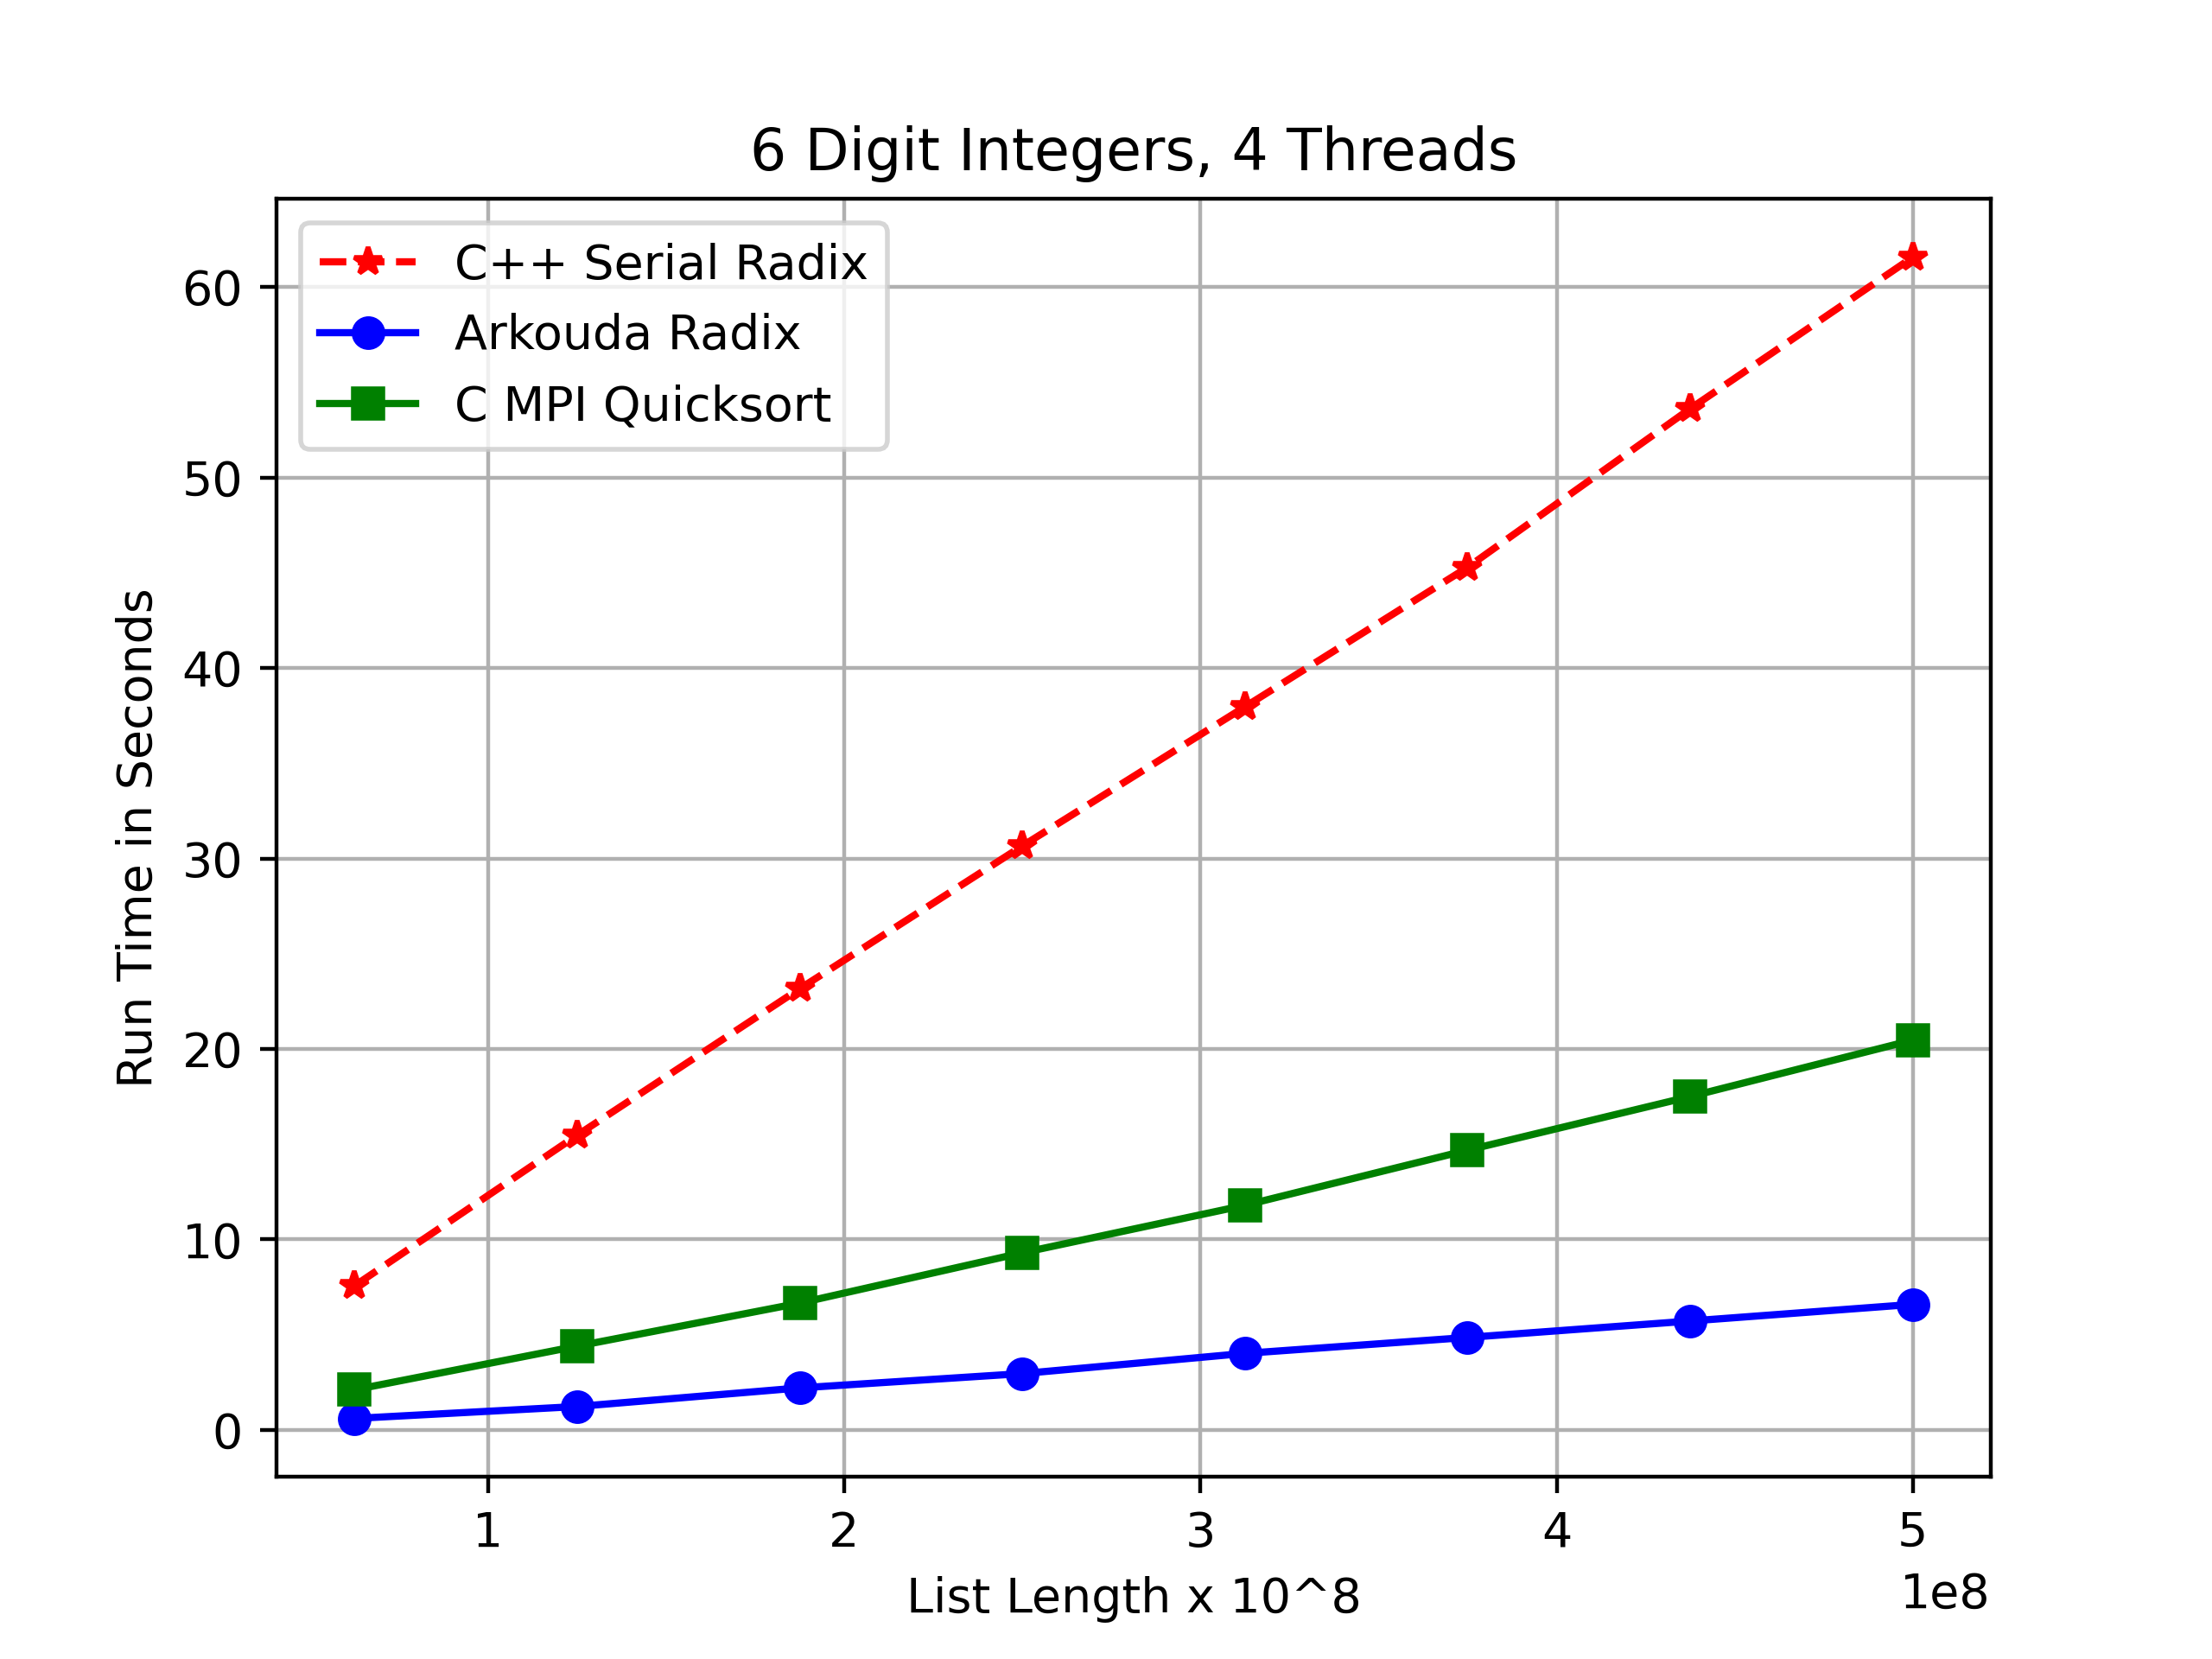 6 Digit Integers, 4 Threads
C++ Serial Radix
Arkouda Radix
C MPI Quicksort
60
50
40
30
20
10
0
Run Time in Seconds
1 2 3 4 5
1e8
List Length x 10^8